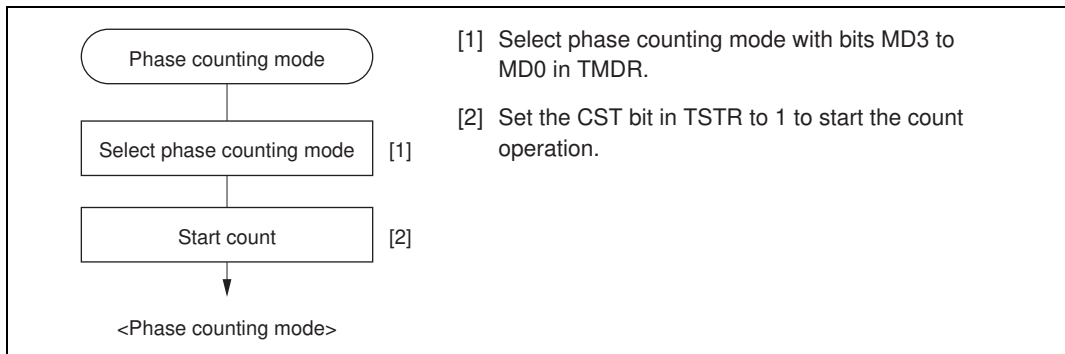 Phase counting mode
Select phase counting mode [1]
Start count [2]
<Phase counting mode>
[1] Select phase counting mode with bits MD3 to
MD0 in TMDR.
[2] Set the CST bit in TSTR to 1 to start the count
operation.